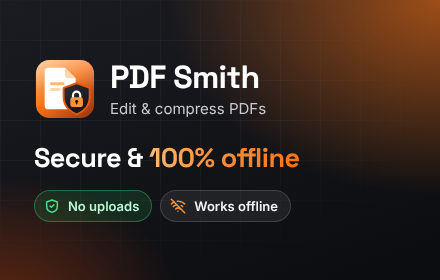 PDF Smith
Edit & compress PDFs
Secure & 100% offline
No uploads
Works offline